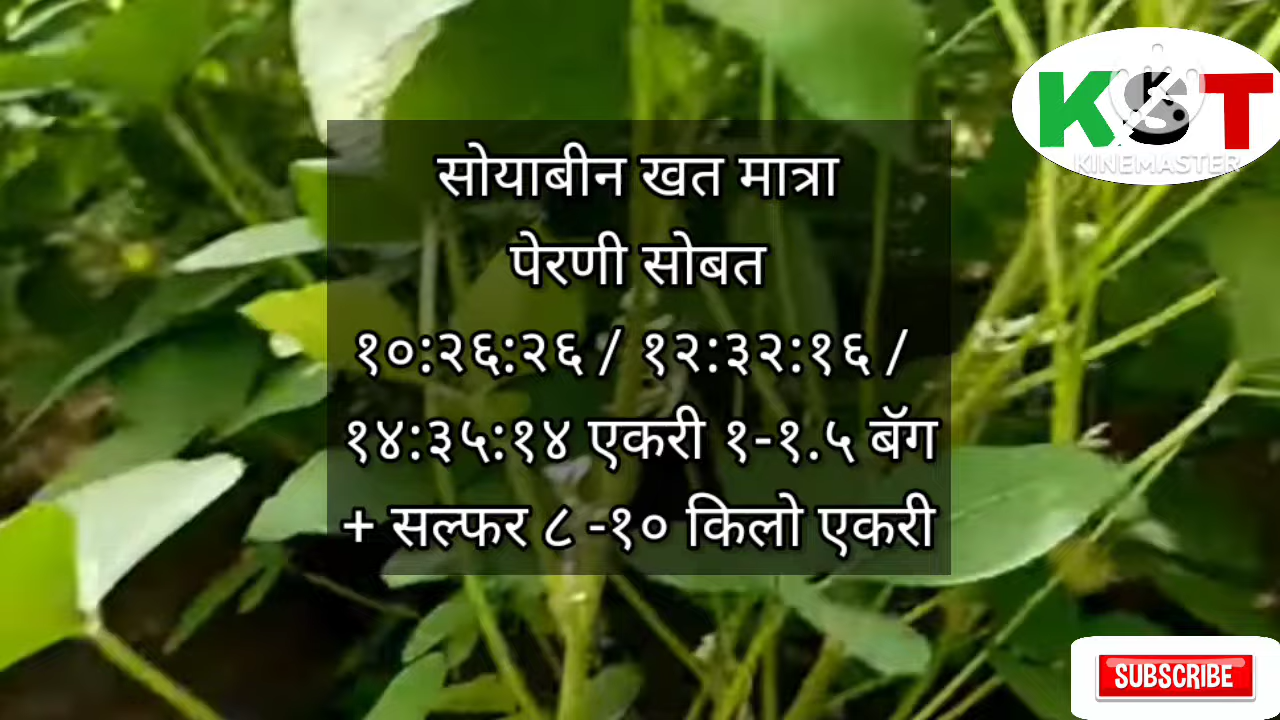 सोयाबीन खत मात्रा
पेरणी सोबत
१०:२६:२६ / १२:३२:१६ /
१४:३५:१४ एकरी १-१.५ बॅग
+ सल्फर ८ -१० किलो एकरी
KST
KINEMASTER
SUBSCRIBE